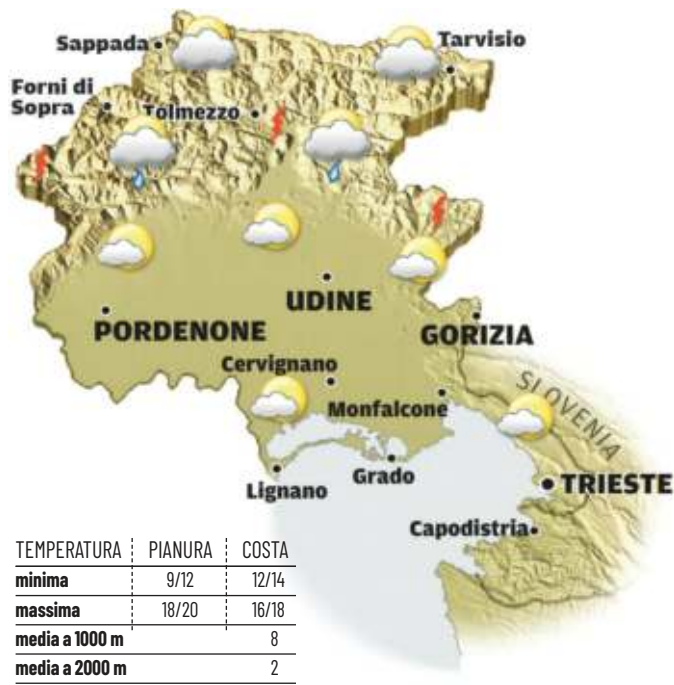 Sappada
Tarvisio
Forni di
Sopra
Tolmezzo
UDINE
PORDENONE
GORIZIA
Cervignano
SLOVENIA
Monfalcone
Grado
TRIESTE
Lignano
Capodistria
TEMPERATURA PIANURA COSTA
minima 9/12 12/14
massima 18/20 16/18
media a 1000 m 8
media a 2000 m 2